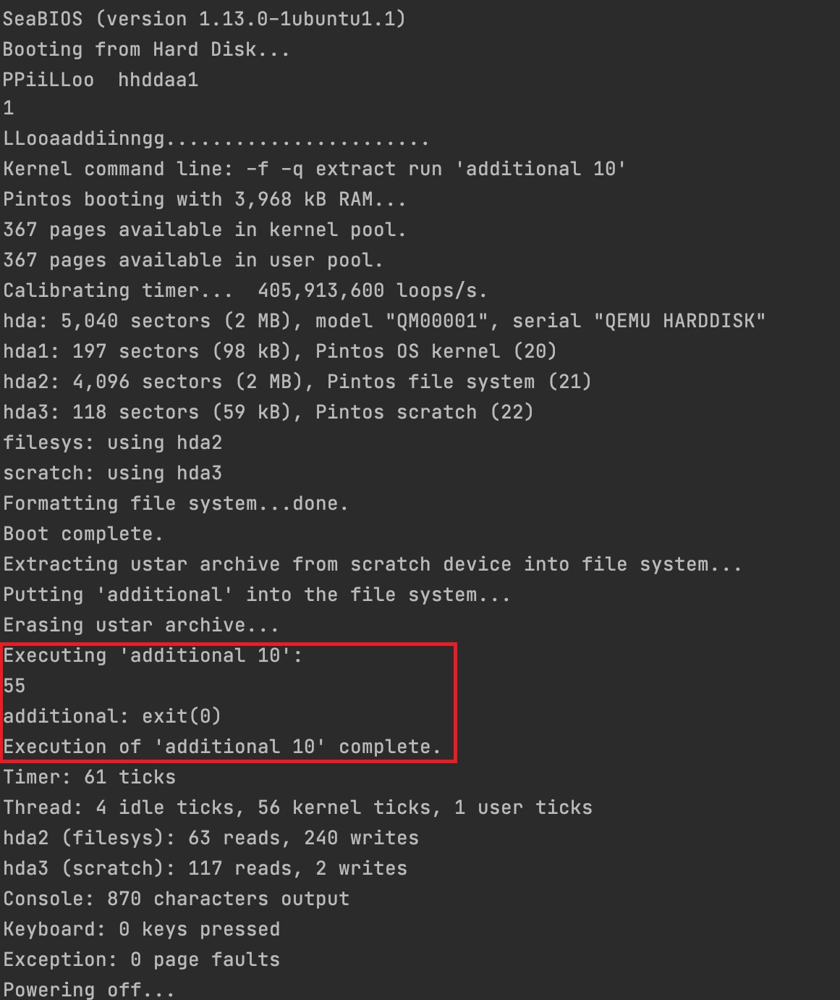 SeaBIOS (version 1.13.0-1ubuntu1.1)
Booting from Hard Disk...
PPiiLLoo  hhddaa1
1
LLooaaddiinngg.......................
Kernel command line: -f -q extract run 'additional 10'
Pintos booting with 3,968 kB RAM...
367 pages available in kernel pool.
367 pages available in user pool.
Calibrating timer...  405,913,600 loops/s.
hda: 5,040 sectors (2 MB), model "QM00001", serial "QEMU HARDDISK"
hda1: 197 sectors (98 kB), Pintos OS kernel (20)
hda2: 4,096 sectors (2 MB), Pintos file system (21)
hda3: 118 sectors (59 kB), Pintos scratch (22)
filesys: using hda2
scratch: using hda3
Formatting file system...done.
Boot complete.
Extracting ustar archive from scratch device into file system...
Putting 'additional' into the file system...
Erasing ustar archive...
Executing 'additional 10':
55
additional: exit(0)
Execution of 'additional 10' complete.
Timer: 61 ticks
Thread: 4 idle ticks, 56 kernel ticks, 1 user ticks
hda2 (filesys): 63 reads, 240 writes
hda3 (scratch): 117 reads, 2 writes
Console: 870 characters output
Keyboard: 0 keys pressed
Exception: 0 page faults
Powering off...